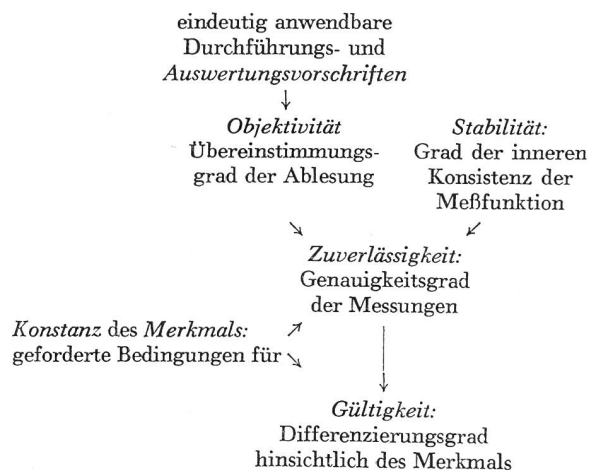 eindeutig anwendbare
Durchführungs- und
Auswertungsvorschriften
↓
Objektivität
Übereinstimmungs-
grad der Ablesung
Stabilität:
Grad der inneren
Konsistenz der
Meßfunktion
↘ ↙
Zuverlässigkeit:
Genauigkeitsgrad
der Messungen
Konstanz des Merkmals: ↗
geforderte Bedingungen für ↘
↓
Gültigkeit:
Differenzierungsgrad
hinsichtlich des Merkmals